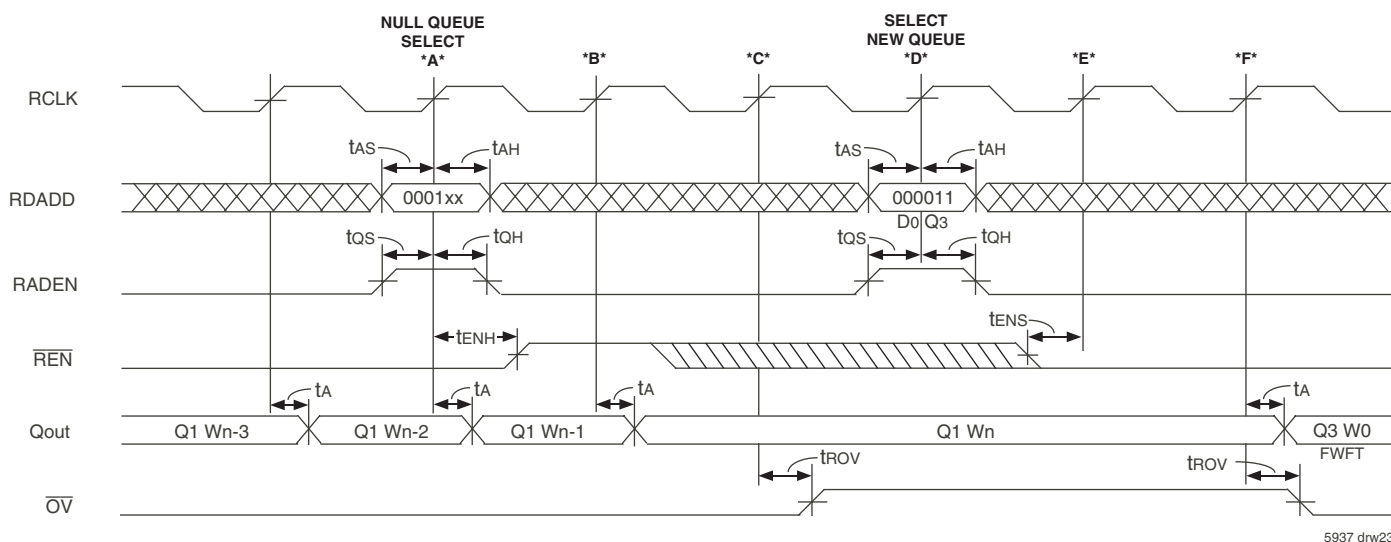 NULL QUEUE
SELECT
*A*
*B*
*C*
SELECT
NEW QUEUE
*D*
*E*
*F*
RCLK
tAS
tAH
tAS
tAH
RDADD
0001xx
000011
D0 Q3
tQS
tQH
tQS
tQH
RADEN
tENH
tENS
REN
tA
tA
tA
tA
Qout
Q1 Wn-3
Q1 Wn-2
Q1 Wn-1
Q1 Wn
Q3 W0
FWFT
tROV
tROV
OV
5937 drw23